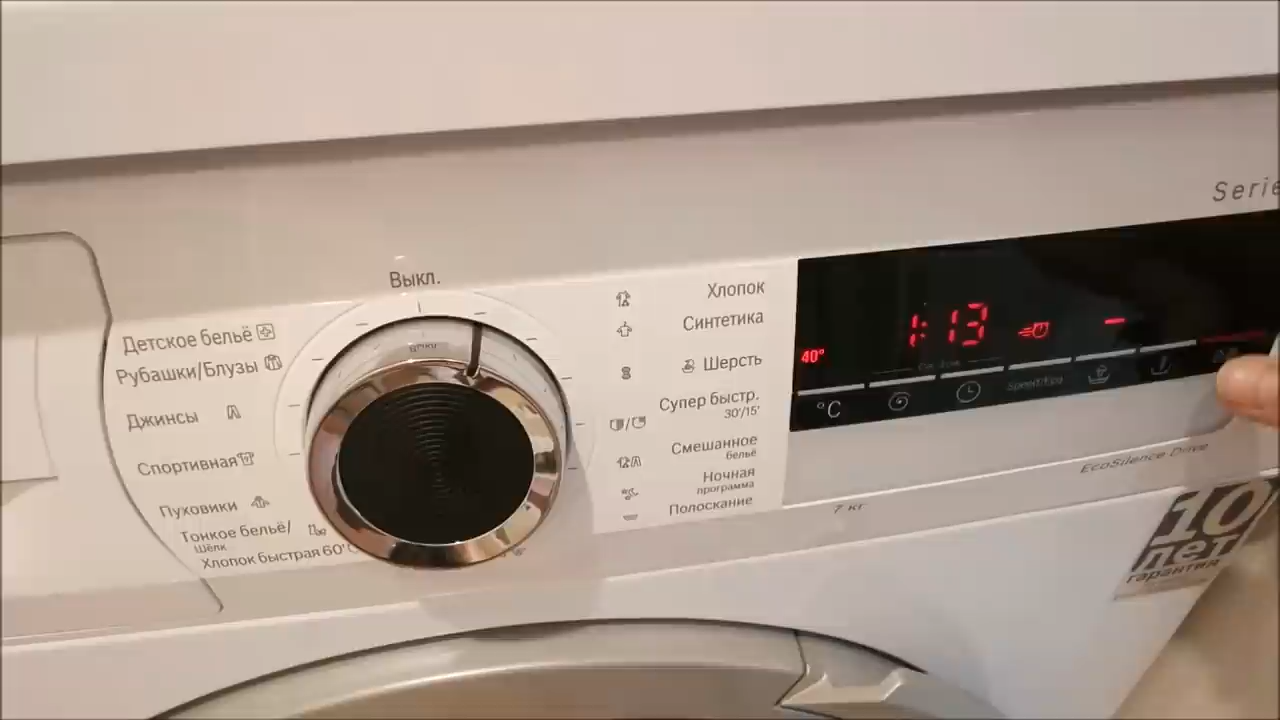 Serie
Выкл.
Детское бельё
Рубашки/Блузы
Джинсы
Спортивная
Пуховики
Тонкое бельё/
Шёлк
Хлопок быстрая 60°C
Хлопок
Синтетика
Шерсть
Супер быстр.
30'/15'
Смешанное
бельё
Ночная
программа
Полоскание
1:13
40°
°C
EcoSilence Drive
7 кг
10
лет
гарантия